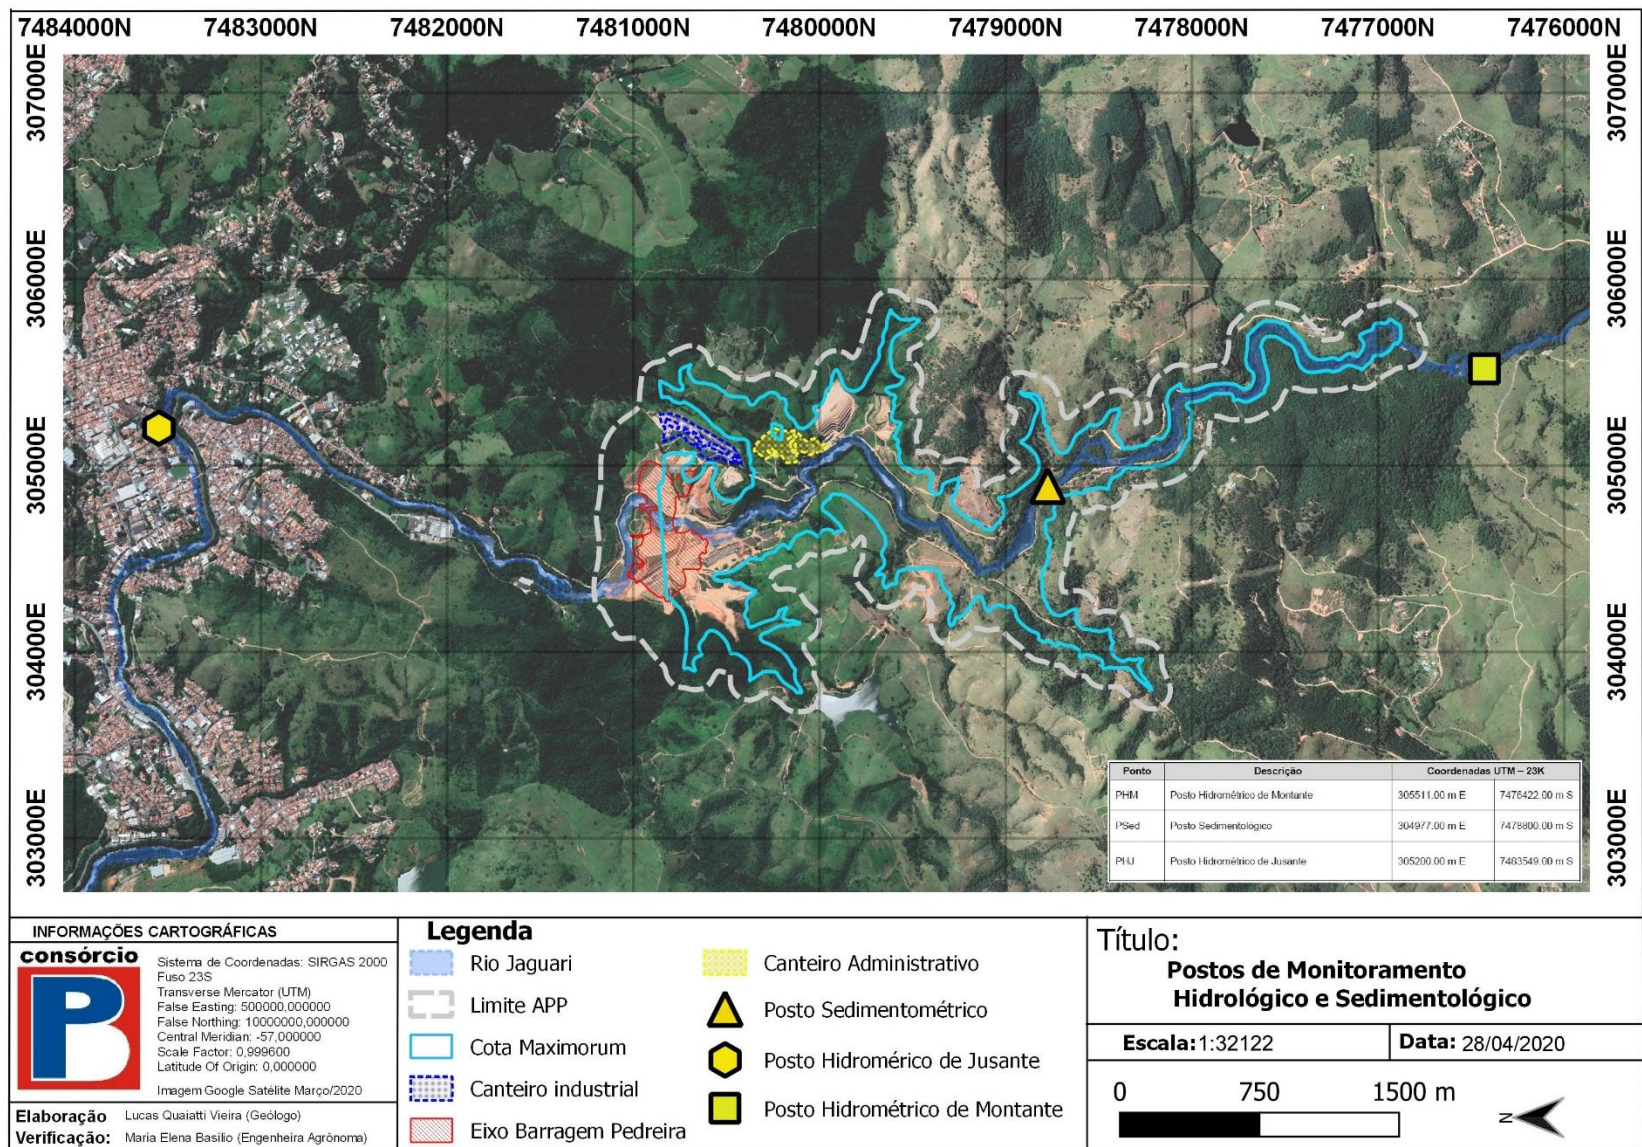 7484000N 7483000N 7482000N 7481000N 7480000N 7479000N 7478000N 7477000N 7476000N
307000E
306000E
305000E
304000E
303000E
307000E
306000E
305000E
304000E
303000E
Ponto Descrição Coordenadas UTM – 23K
PHM Posto Hidrométrico de Montante 305511.00 m E 7476422.00 m S
PSed Posto Sedimentológico 304977.00 m E 7478800.00 m S
PHJ Posto Hidrométrico de Jusante 305200.00 m E 7483549.00 m S
INFORMAÇÕES CARTOGRÁFICAS
consórcio
B
P
Sistema de Coordenadas: SIRGAS 2000
Fuso 23S
Transverse Mercator (UTM)
False Easting: 500000,000000
False Northing: 10000000,000000
Central Meridian: -57,000000
Scale Factor: 0,999600
Latitude Of Origin: 0,000000
Imagem Google Satélite Março/2020
Elaboração Lucas Quaiatti Vieira (Geólogo)
Verificação: Maria Elena Basilio (Engenheira Agrônoma)
Legenda
Rio Jaguari
Limite APP
Cota Maximorum
Canteiro industrial
Eixo Barragem Pedreira
Canteiro Administrativo
Posto Sedimentométrico
Posto Hidromérico de Jusante
Posto Hidrométrico de Montante
Título:
Postos de Monitoramento
Hidrológico e Sedimentológico
Escala: 1:32122
Data: 28/04/2020
0 750 1500 m
N